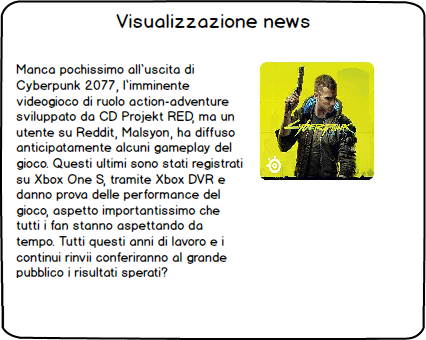 Visualizzazione news
Manca pochissimo all`uscita di
Cyberpunk 2077, l`imminente
videogioco di ruolo action-adventure
sviluppato da CD Projekt RED, ma un
utente su Reddit, Malsyon, ha diffuso
anticipatamente alcuni gameplay del
gioco. Questi ultimi sono stati registrati
su Xbox One S, tramite Xbox DVR e
danno prova delle performance del
gioco, aspetto importantissimo che
tutti i fan stanno aspettando da
tempo. Tutti questi anni di lavoro e i
continui rinvii conferiranno al grande
pubblico i risultati sperati?
CYBERPUNK